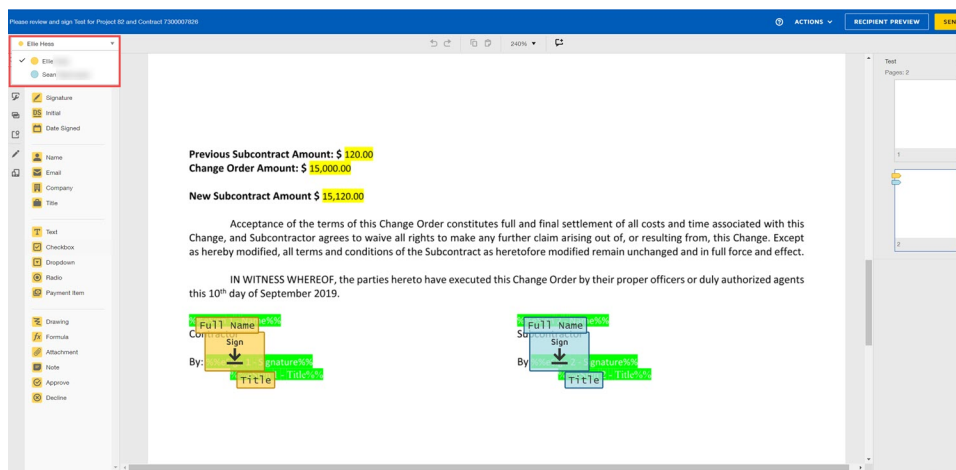 Please review and sign Test for Project 82 and Contract 7300007826
ACTIONS
RECIPIENT PREVIEW
SEN
Ellie Hess
Ellie
Sean
240%
Signature
DS Initial
Date Signed
Name
Email
Company
Title
T Text
Checkbox
Dropdown
Radio
Payment Item
Drawing
fx Formula
Attachment
Note
Approve
Decline
Previous Subcontract Amount: $ 120.00
Change Order Amount: $ 15,000.00
New Subcontract Amount $ 15,120.00
Acceptance of the terms of this Change Order constitutes full and final settlement of all costs and time associated with this
Change, and Subcontractor agrees to waive all rights to make any further claim arising out of, or resulting from, this Change. Except
as hereby modified, all terms and conditions of the Subcontract as heretofore modified remain unchanged and in full force and effect.
IN WITNESS WHEREOF, the parties hereto have executed this Change Order by their proper officers or duly authorized agents
this 10th day of September 2019.
Full Name
Sign
By:
Title
Full Name
Sign
By
Title
Test
Pages: 2
1
2